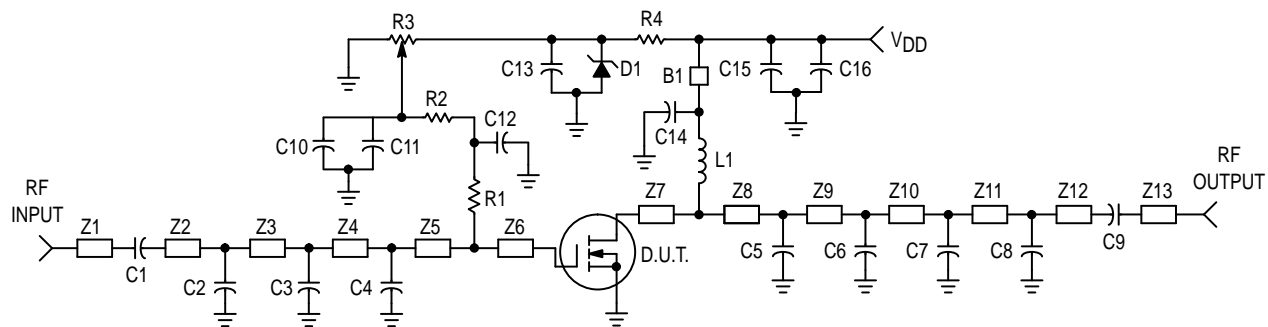 R3
R4
V_DD
C13
D1
B1
C15
C16
R2
C12
C14
C10
C11
L1
R1
RF
INPUT
RF
OUTPUT
Z1
Z2
Z3
Z4
Z5
Z6
Z7
Z8
Z9
Z10
Z11
Z12
Z13
C1
C2
C3
C4
D.U.T.
C5
C6
C7
C8
C9